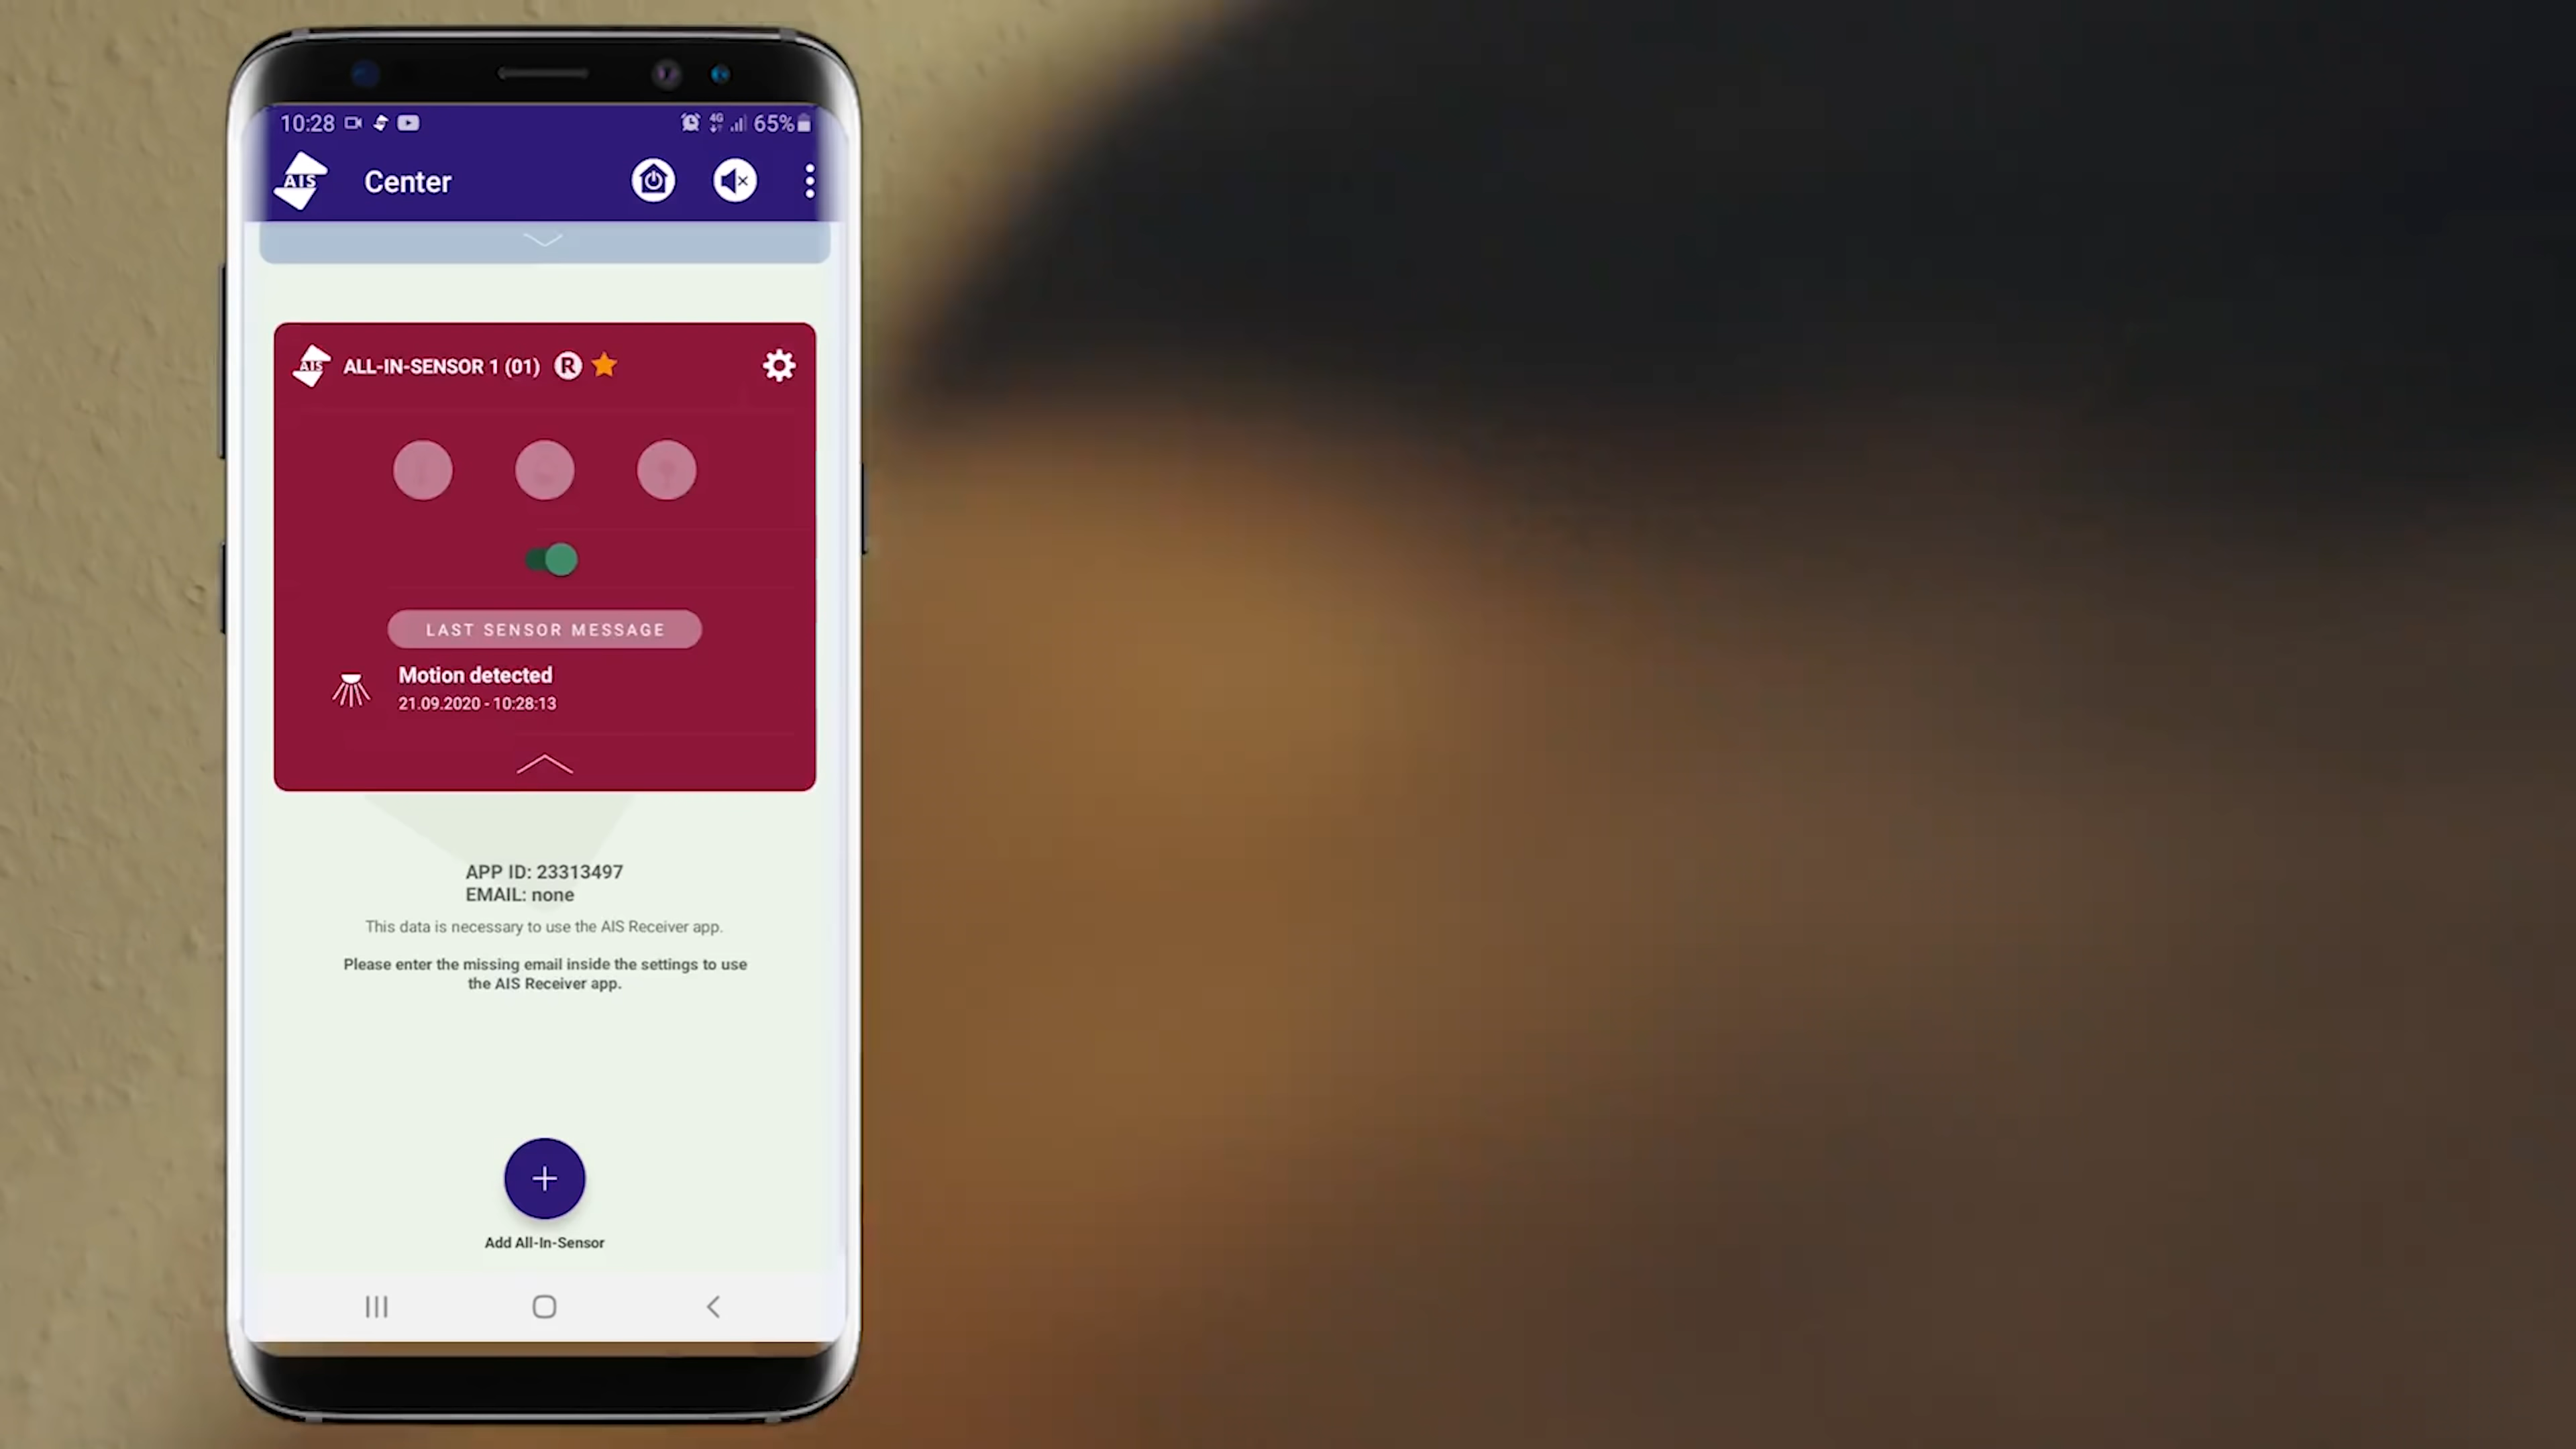 10:28
4G 65%
AIS Center
AIS ALL-IN-SENSOR 1 (01) R
LAST SENSOR MESSAGE
Motion detected
21.09.2020 - 10:28:13
APP ID: 23313497
EMAIL: none
This data is necessary to use the AIS Receiver app.
Please enter the missing email inside the settings to use
the AIS Receiver app.
Add All-In-Sensor